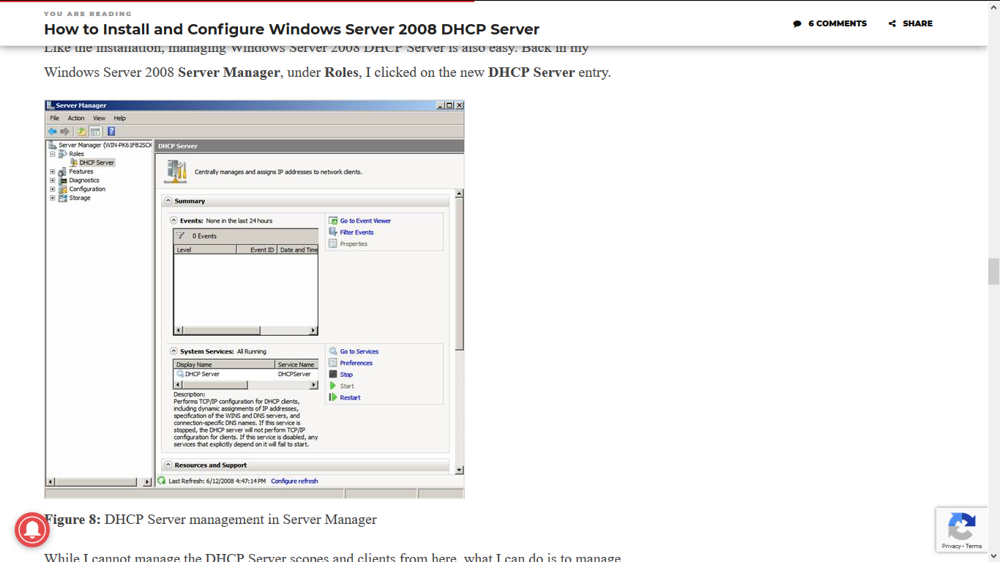 YOU ARE READING
How to Install and Configure Windows Server 2008 DHCP Server
6 COMMENTS
SHARE
Like the installation, managing Windows Server 2008 DHCP Server is also easy. Back in my
Windows Server 2008 Server Manager, under Roles, I clicked on the new DHCP Server entry.
Server Manager
File Action View Help
Server Manager (WIN-PK61FB2SCK
Roles
DHCP Server
Features
Diagnostics
Configuration
Storage
DHCP Server
Centrally manages and assigns IP addresses to network clients.
Summary
Events: None in the last 24 hours
0 Events
Level Event ID Date and Time
Go to Event Viewer
Filter Events
Properties
System Services: All Running
Display Name Service Name
DHCP Server DHCPServer
Description:
Performs TCP/IP configuration for DHCP clients,
including dynamic assignments of IP addresses,
specification of the WINS and DNS servers, and
connection-specific DNS names. If this service is
stopped, the DHCP server will not perform TCP/IP
configuration for clients. If this service is disabled, any
services that explicitly depend on it will fail to start.
Go to Services
Preferences
Stop
Start
Restart
Resources and Support
Last Refresh: 6/12/2008 4:47:14 PM Configure refresh
Figure 8: DHCP Server management in Server Manager
While I cannot manage the DHCP Server scopes and clients from here, what I can do is to manage
Privacy - Terms